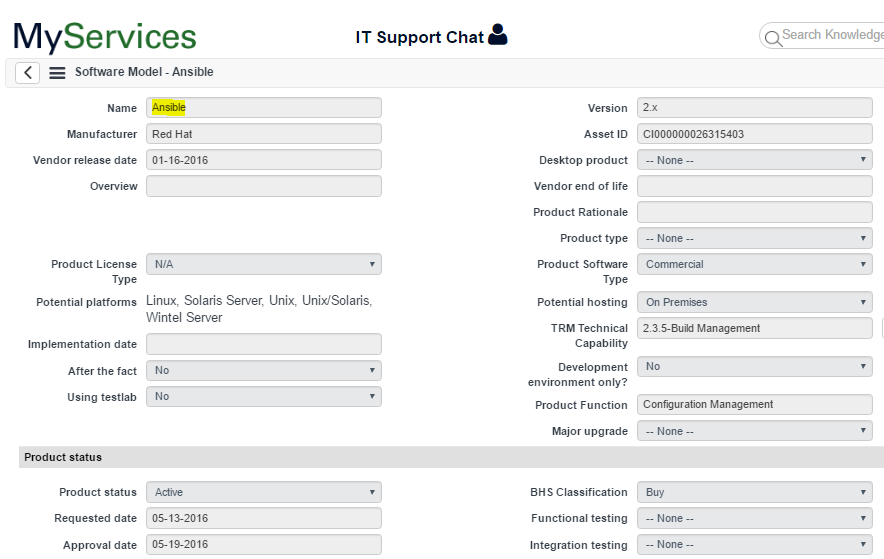 MyServices
IT Support Chat
Search Knowledge
Software Model - Ansible
Name Ansible
Version 2.x
Manufacturer Red Hat
Asset ID CI000000026315403
Vendor release date 01-16-2016
Desktop product -- None --
Overview
Vendor end of life
Product Rationale
Product type -- None --
Product License Type N/A
Product Software Type Commercial
Potential platforms Linux, Solaris Server, Unix, Unix/Solaris,
Wintel Server
Potential hosting On Premises
TRM Technical Capability 2.3.5-Build Management
Implementation date
After the fact No
Development environment only? No
Using testlab No
Product Function Configuration Management
Major upgrade -- None --
Product status
Product status Active
BHS Classification Buy
Requested date 05-13-2016
Functional testing -- None --
Approval date 05-19-2016
Integration testing -- None --